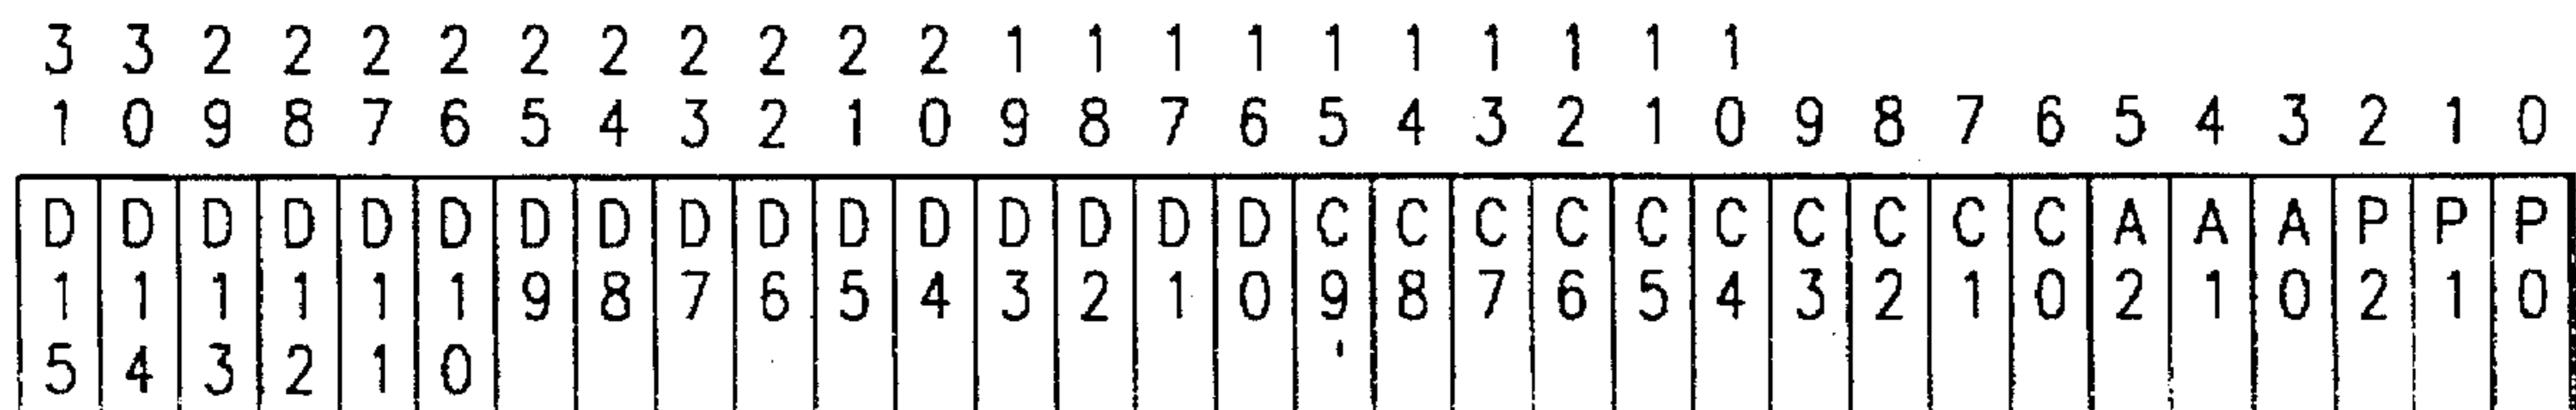 3 3 2 2 2 2 2 2 2 2 2 2 1 1 1 1 1 1 1 1 1 1
1 0 9 8 7 6 5 4 3 2 1 0 9 8 7 6 5 4 3 2 1 0 9 8 7 6 5 4 3 2 1 0
D D D D D D D D D D D D D D D D C C C C C C C C C C A A A P P P
1 1 1 1 1 1 9 8 7 6 5 4 3 2 1 0 9 8 7 6 5 4 3 2 1 0 2 1 0 2 1 0
5 4 3 2 1 0